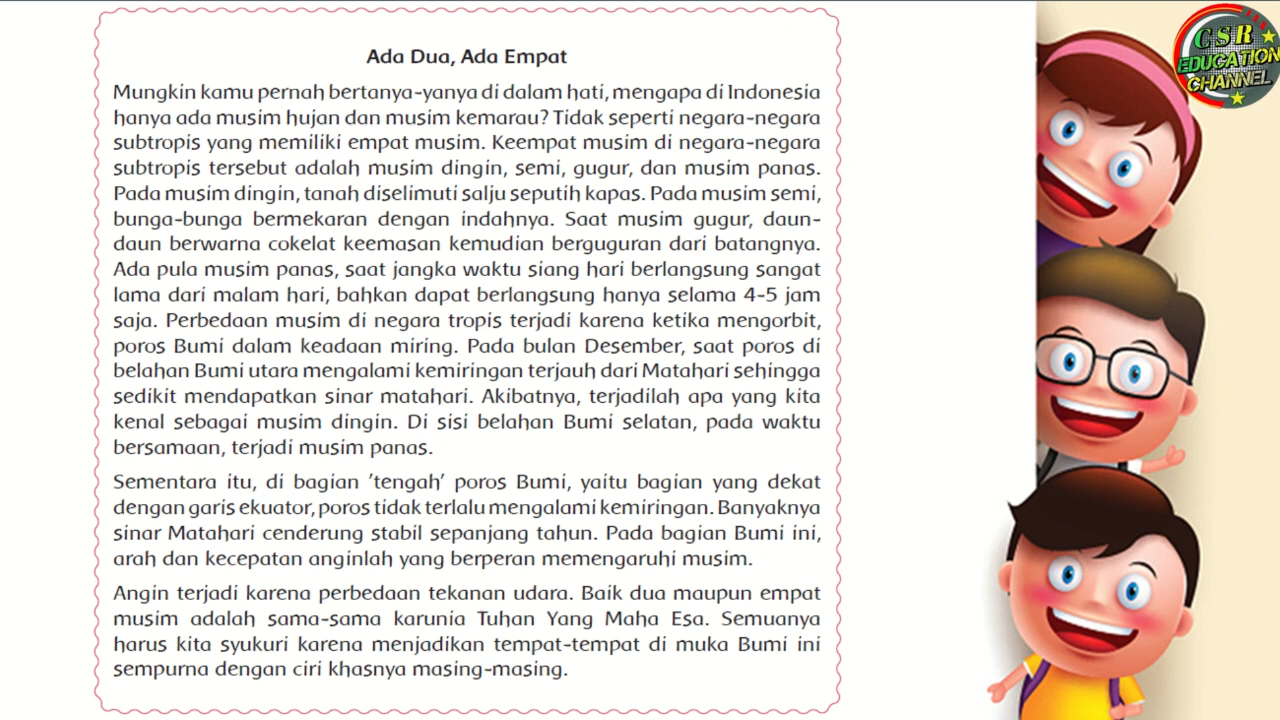 Ada Dua, Ada Empat
Mungkin kamu pernah bertanya-yanya di dalam hati, mengapa di Indonesia
hanya ada musim hujan dan musim kemarau? Tidak seperti negara-negara
subtropis yang memiliki empat musim. Keempat musim di negara-negara
subtropis tersebut adalah musim dingin, semi, gugur, dan musim panas.
Pada musim dingin, tanah diselimuti salju seputih kapas. Pada musim semi,
bunga-bunga bermekaran dengan indahnya. Saat musim gugur, daun-
daun berwarna cokelat keemasan kemudian berguguran dari batangnya.
Ada pula musim panas, saat jangka waktu siang hari berlangsung sangat
lama dari malam hari, bahkan dapat berlangsung hanya selama 4-5 jam
saja. Perbedaan musim di negara tropis terjadi karena ketika mengorbit,
poros Bumi dalam keadaan miring. Pada bulan Desember, saat poros di
belahan Bumi utara mengalami kemiringan terjauh dari Matahari sehingga
sedikit mendapatkan sinar matahari. Akibatnya, terjadilah apa yang kita
kenal sebagai musim dingin. Di sisi belahan Bumi selatan, pada waktu
bersamaan, terjadi musim panas.
Sementara itu, di bagian 'tengah' poros Bumi, yaitu bagian yang dekat
dengan garis ekuator, poros tidak terlalu mengalami kemiringan. Banyaknya
sinar Matahari cenderung stabil sepanjang tahun. Pada bagian Bumi ini,
arah dan kecepatan anginlah yang berperan memengaruhi musim.
Angin terjadi karena perbedaan tekanan udara. Baik dua maupun empat
musim adalah sama-sama karunia Tuhan Yang Maha Esa. Semuanya
harus kita syukuri karena menjadikan tempat-tempat di muka Bumi ini
sempurna dengan ciri khasnya masing-masing.
CSR
EDUCATION
CHANNEL